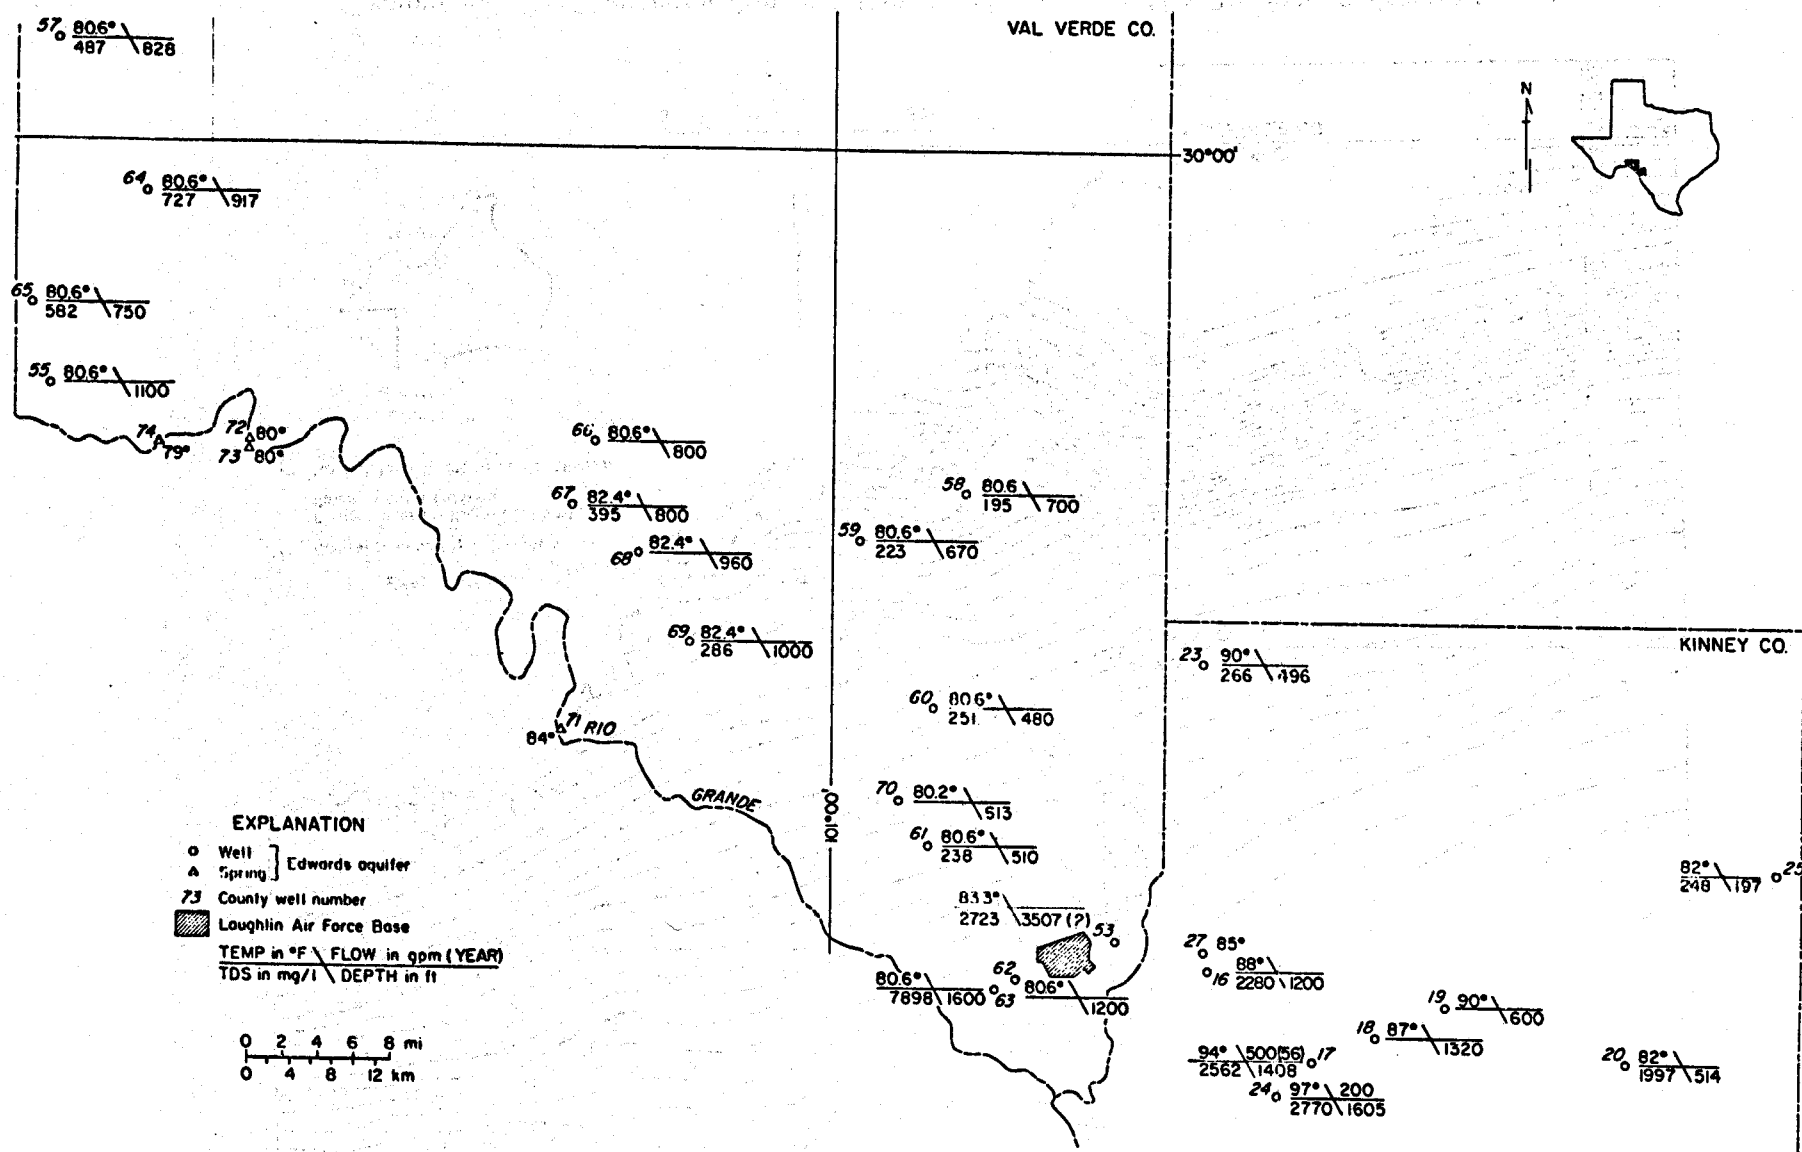 VAL VERDE CO.
57 80.6° \
487 \ 828
N
30°00'
64 80.6° \
727 \ 917
65 80.6° \
582 \ 750
55 80.6° \
\ 1100
74
79°
72 80°
73 80°
66 80.6° \
\ 800
67 82.4° \
395 \ 800
68 82.4° \
\ 960
58 80.6 \
195 \ 700
59 80.6° \
223 \ 670
69 82.4° \
286 \ 1000
KINNEY CO.
23 90° \
266 \ 496
60 80.6° \
251 \ 480
71
84°
RIO
GRANDE
101°00'
70 80.2° \
\ 513
61 80.6° \
238 \ 510
82° \
248 \ 197 25
83.3° \
2723 \ 3507 (?)
53
27 85°
16 88° \
2280 \ 1200
62 80.6° \
\ 1200
80.6° \
7898 \ 1600 63
19 90° \
\ 600
18 87° \
\ 1320
94° \ 500(56)
2562 \ 1408 17
20 82° \
1997 \ 514
24 97° \ 200
2770 \ 1605
EXPLANATION
Well
Spring
Edwards aquifer
73 County well number
Laughlin Air Force Base
TEMP in °F \ FLOW in gpm (YEAR)
TDS in mg/l \ DEPTH in ft
0 2 4 6 8 mi
0 4 8 12 km